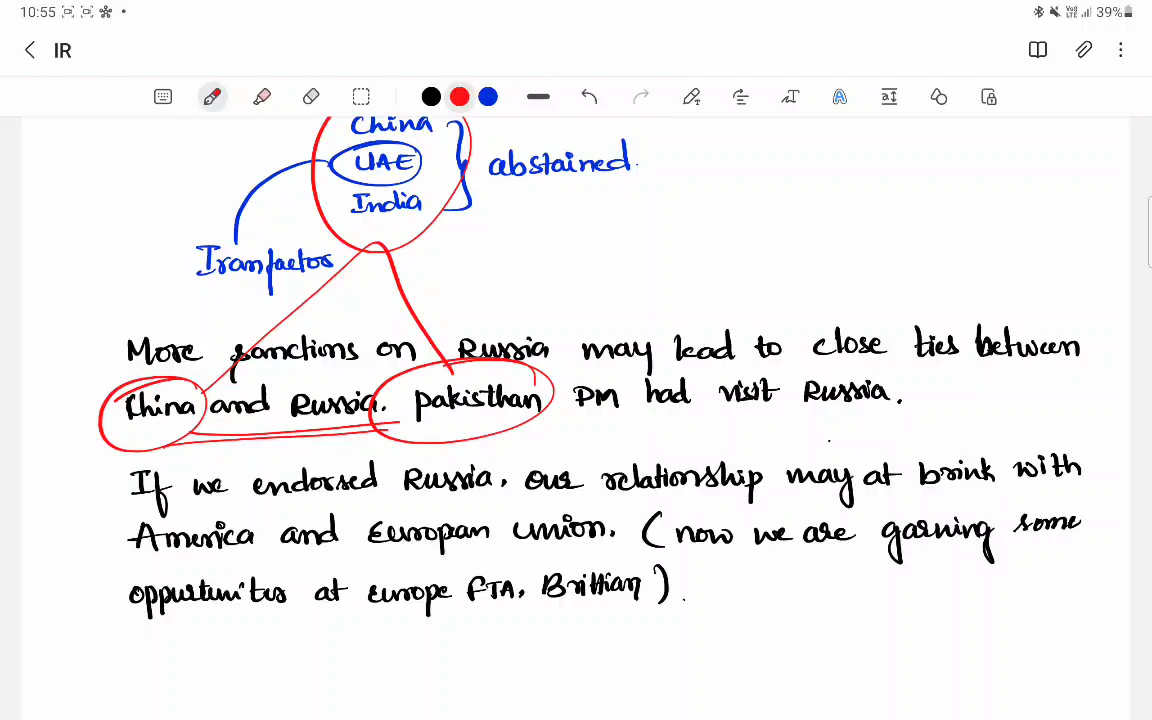 10:55
39%
IR
China
UAE
abstained.
India
Iranfactor
More sanctions on Russia may lead to close ties between
China and Russia. pakisthan PM had visit Russia.
If we endorsed Russia, our relationship may at brink with
America and European Union. (now we are garning some
oppurtunites at europe FTA, Brittian).